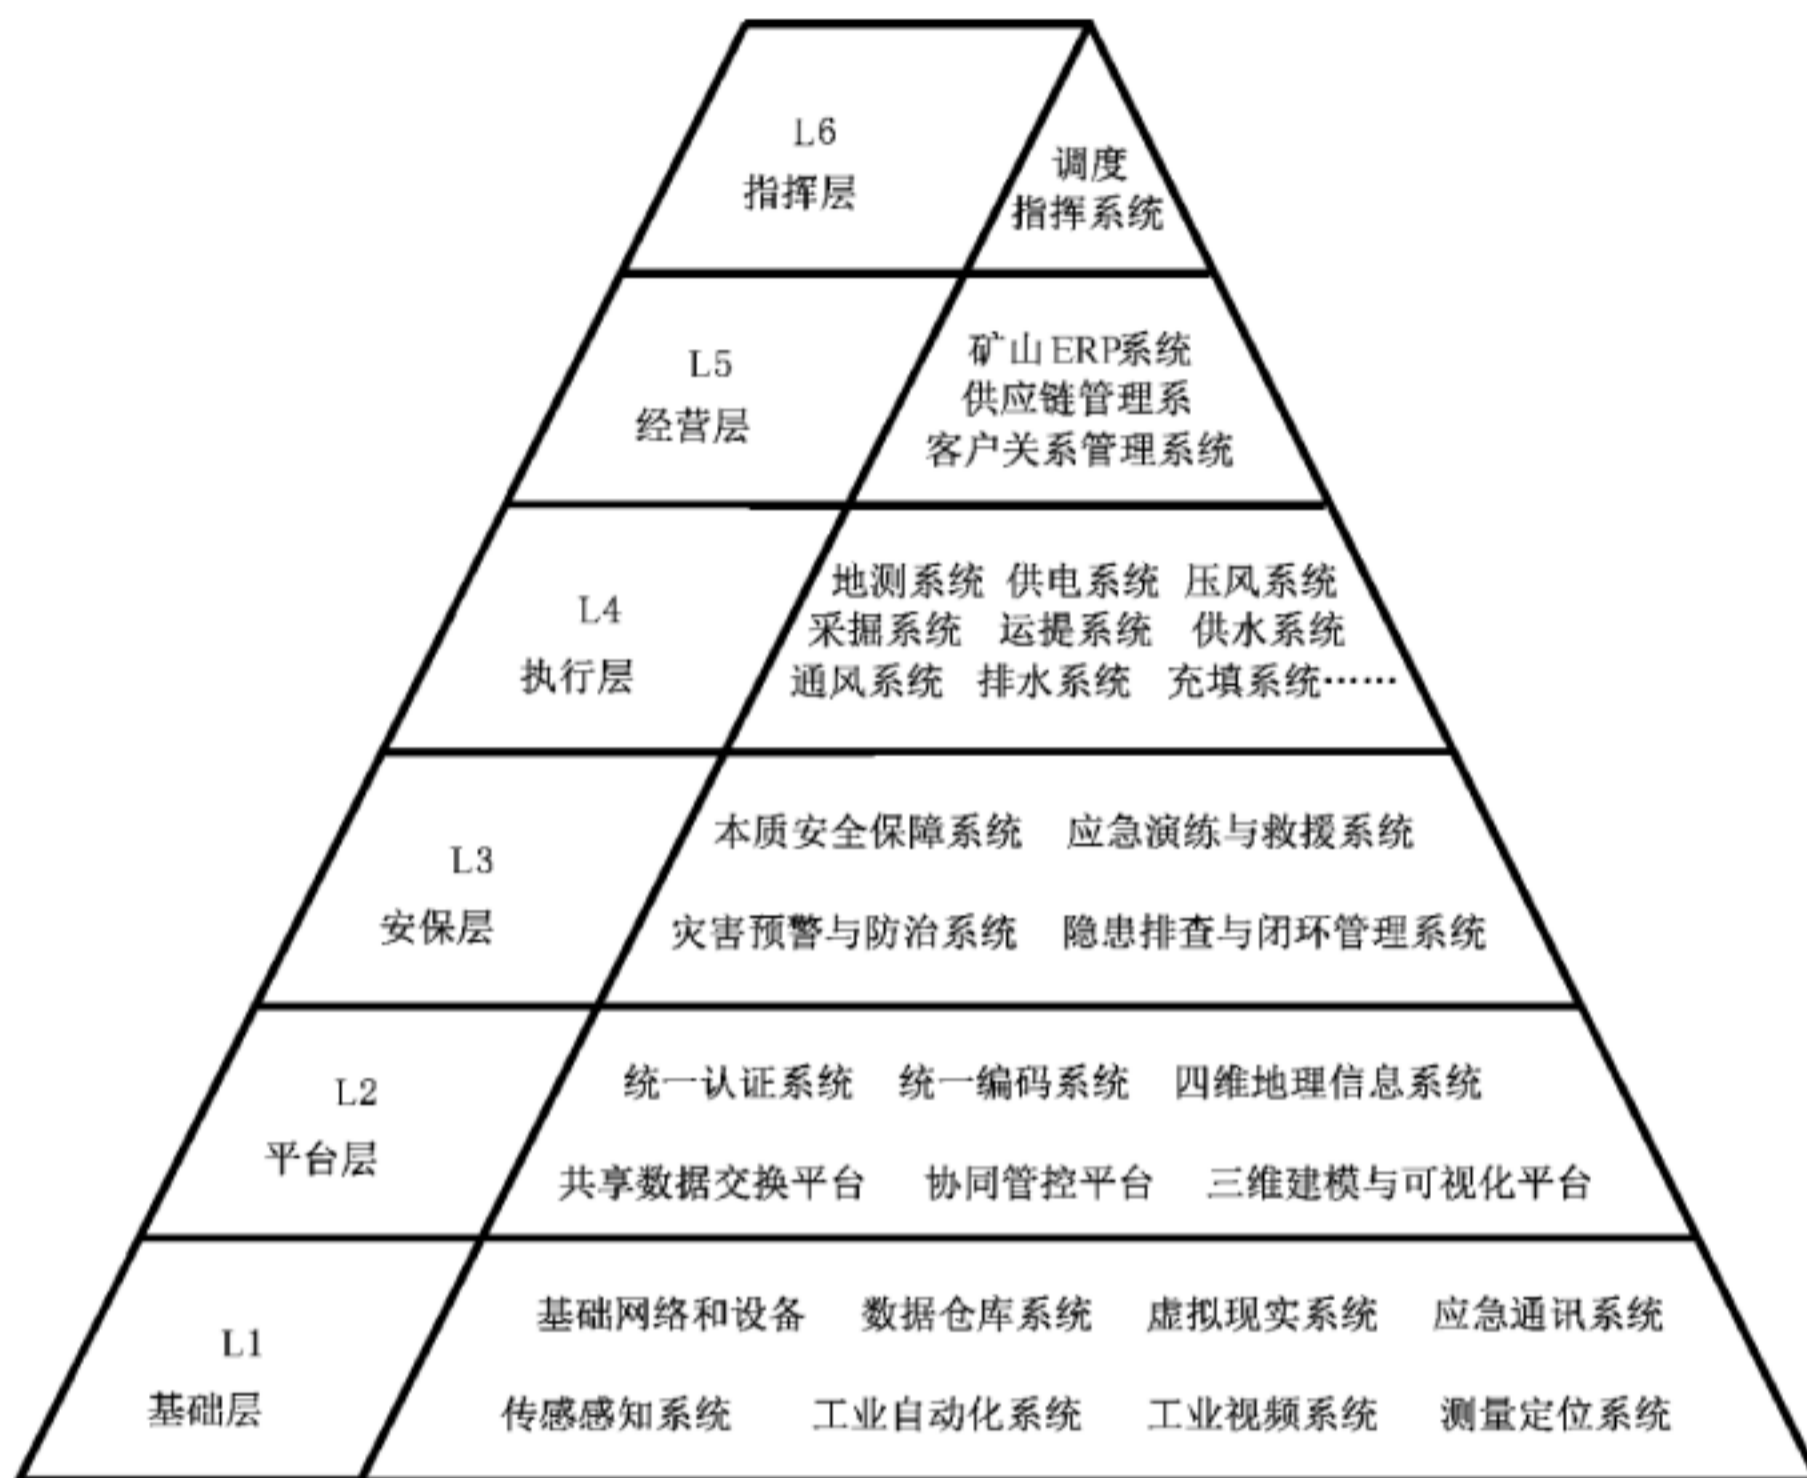 L6
指挥层
调度
指挥系统
L5
经营层
矿山ERP系统
供应链管理系
客户关系管理系统
L4
执行层
地测系统 供电系统 压风系统
采掘系统 运提系统 供水系统
通风系统 排水系统 充填系统……
L3
安保层
本质安全保障系统 应急演练与救援系统
灾害预警与防治系统 隐患排查与闭环管理系统
L2
平台层
统一认证系统 统一编码系统 四维地理信息系统
共享数据交换平台 协同管控平台 三维建模与可视化平台
L1
基础层
基础网络和设备 数据仓库系统 虚拟现实系统 应急通讯系统
传感感知系统 工业自动化系统 工业视频系统 测量定位系统